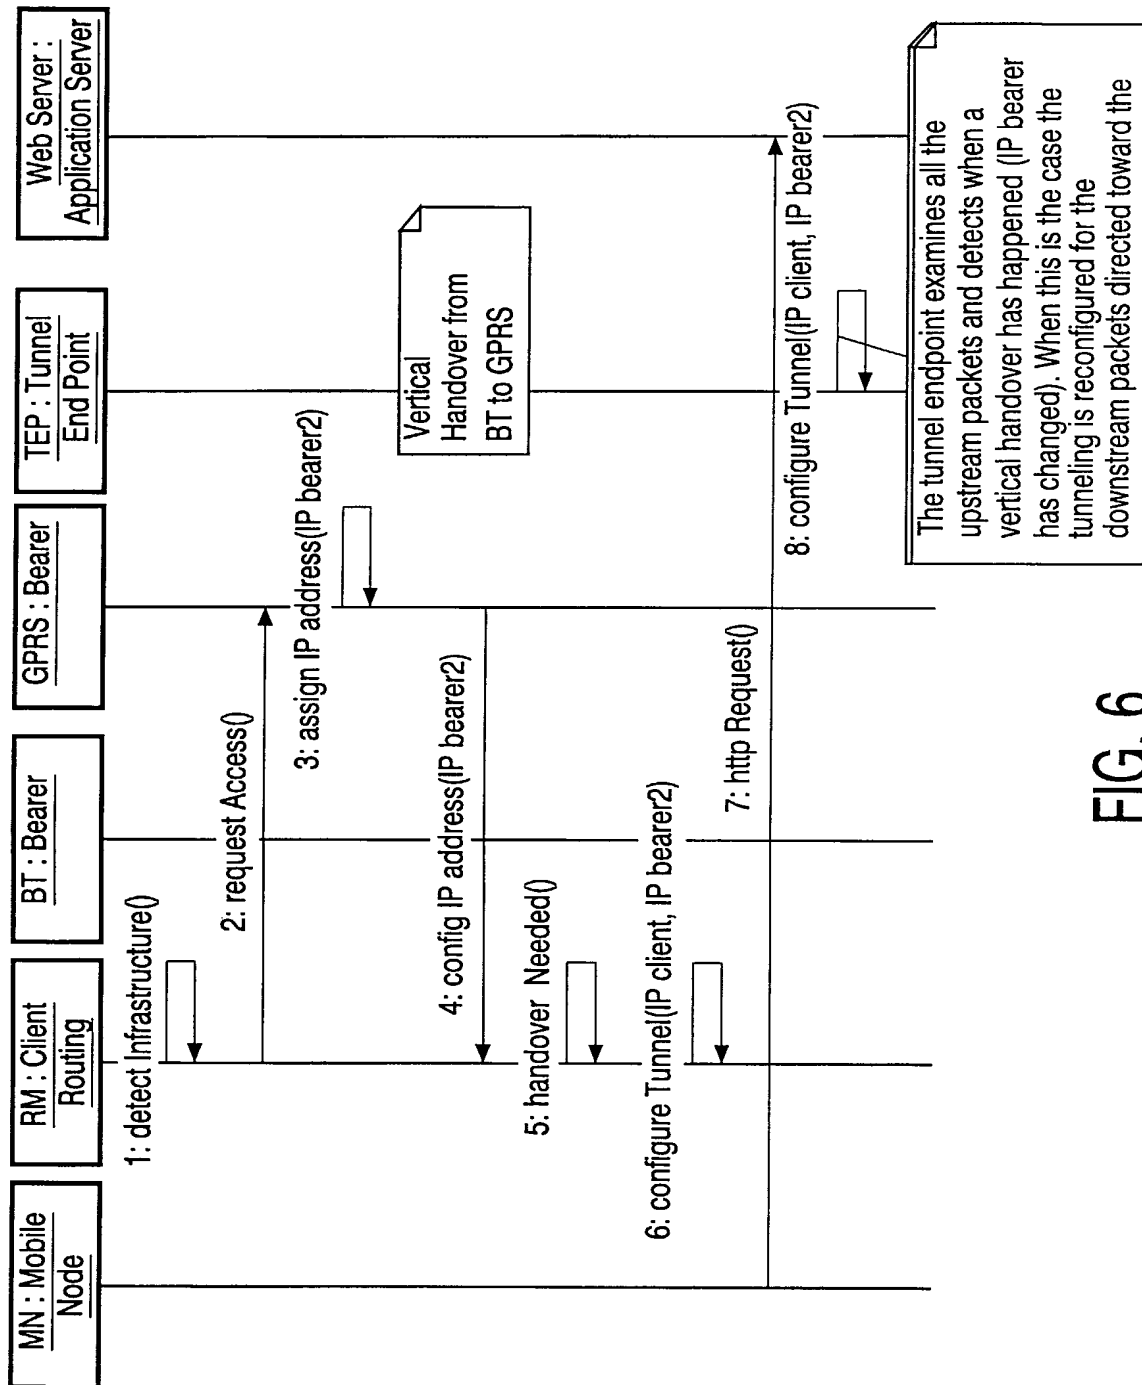 MN : Mobile
Node
RM : Client
Routing
BT : Bearer
GPRS : Bearer
TEP : Tunnel
End Point
Web Server :
Application Server
1: detect Infrastructure()
2: request Access()
3: assign IP address(IP bearer2)
Vertical
Handover from
BT to GPRS
4: config IP address(IP bearer2)
5: handover Needed()
6: configure Tunnel(IP client, IP bearer2)
7: http Request()
8: configure Tunnel(IP client, IP bearer2)
The tunnel endpoint examines all the
upstream packets and detects when a
vertical handover has happened (IP bearer
has changed). When this is the case the
tunneling is reconfigured for the
downstream packets directed toward the
FIG. 6